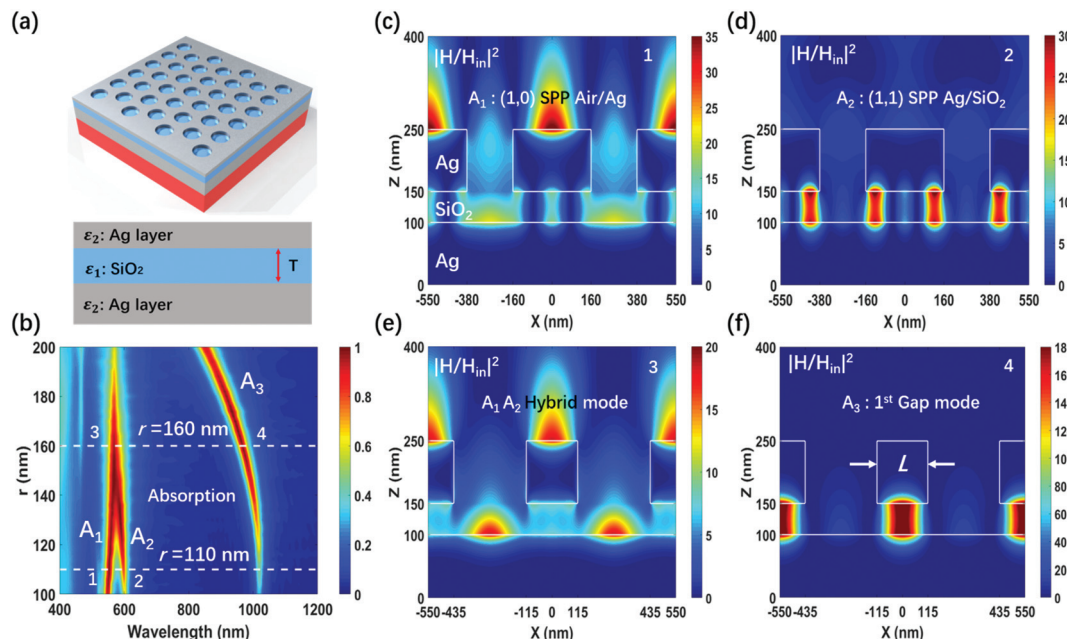 (a)
ε₂: Ag layer
ε₁: SiO₂
T
ε₂: Ag layer
(b)
200
180
160
140
120
100
r (nm)
A₃
3
r=160 nm
4
Absorption
A₁
A₂
r=110 nm
1
2
400 600 800 1000 1200
Wavelength (nm)
1
0.8
0.6
0.4
0.2
0
(c)
|H/Hin|²
1
A₁ : (1,0) SPP Air/Ag
Ag
SiO₂
Ag
400
250
150
100
0
Z (nm)
-550 -380 -160 0 160 380 550
X (nm)
35
30
25
20
15
10
5
0
(d)
|H/Hin|²
2
A₂ : (1,1) SPP Ag/SiO₂
400
250
150
100
0
Z (nm)
-550 -380 -160 0 160 440 550
X (nm)
30
25
20
15
10
5
0
(e)
|H/Hin|²
3
A₁ A₂ Hybrid mode
400
250
150
100
0
Z (nm)
-550 -435 -115 0 115 435 550
X (nm)
20
15
10
5
0
(f)
|H/Hin|²
4
A₃ : 1st Gap mode
L
400
250
150
100
0
Z (nm)
-550 -435 -115 0 115 435 550
X (nm)
180
160
140
120
100
80
60
40
20
0